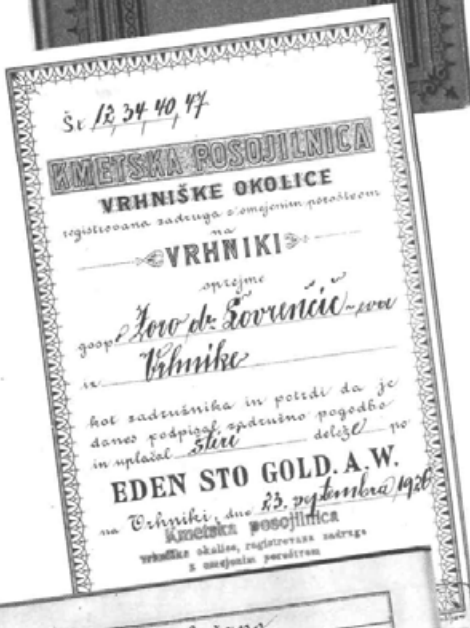 Št. 12, 34, 40, 47
KMETSKA POSOJILNICA
VRHNIŠKE OKOLICE
registrovana zadruga z omejenim poroštvom
na
VRHNIKI
sprejme
gosp. dr. Lovrenčič
iz Vrhnike
kot zadružnika in potrdi da je
danes podpisal zadružno pogodbo
in uplačal štiri deleže po
EDEN STO GOLD. A.W.
na Vrhniki, dne 23. septembra 1926
Kmetska posojilnica
vrhniške okolice, registrovana zadruga
z omejenim poroštvom